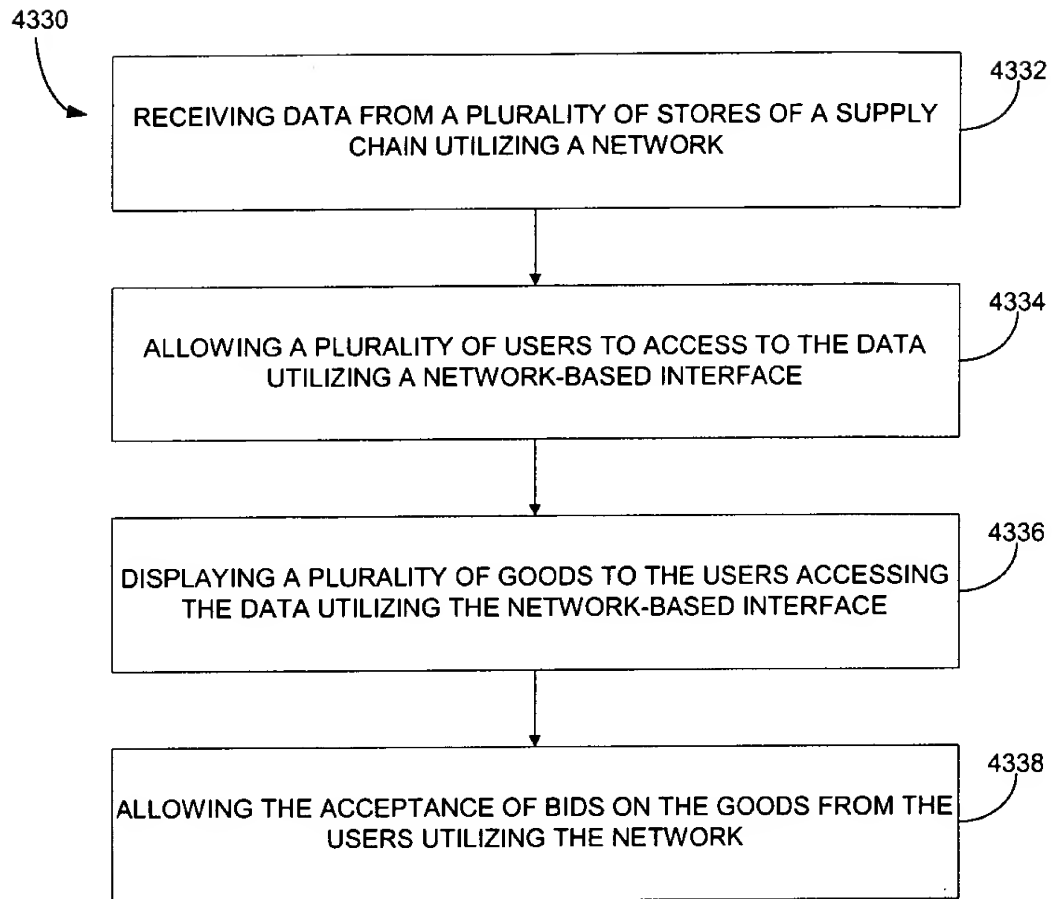 4330
4332
RECEIVING DATA FROM A PLURALITY OF STORES OF A SUPPLY
CHAIN UTILIZING A NETWORK
4334
ALLOWING A PLURALITY OF USERS TO ACCESS TO THE DATA
UTILIZING A NETWORK-BASED INTERFACE
4336
DISPLAYING A PLURALITY OF GOODS TO THE USERS ACCESSING
THE DATA UTILIZING THE NETWORK-BASED INTERFACE
4338
ALLOWING THE ACCEPTANCE OF BIDS ON THE GOODS FROM THE
USERS UTILIZING THE NETWORK